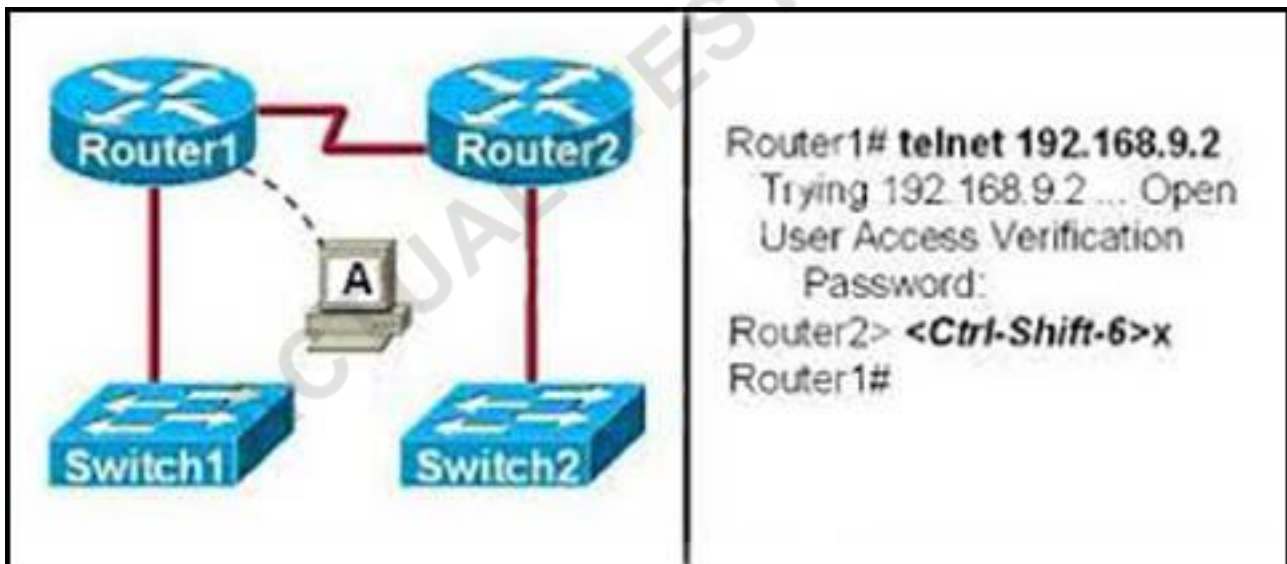 Router1
Router2
A
Switch1
Switch2
Router1# telnet 192.168.9.2
Trying 192.168.9.2 ... Open
User Access Verification
Password:
Router2> <Ctrl-Shift-6>x
Router1#